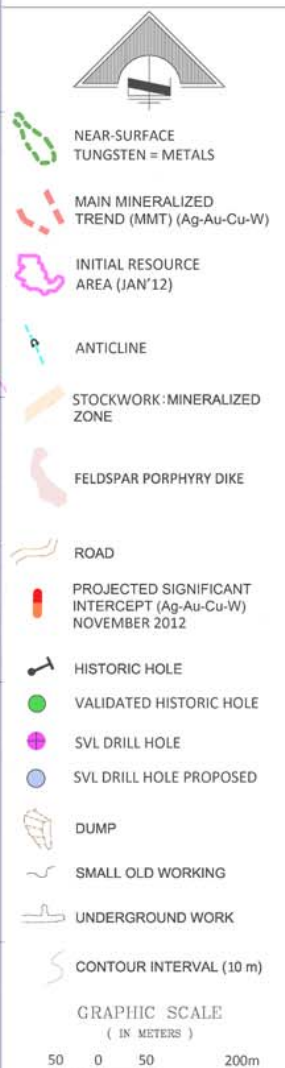 NEAR-SURFACE
TUNGSTEN = METALS
MAIN MINERALIZED
TREND (MMT) (Ag-Au-Cu-W)
INITIAL RESOURCE
AREA (JAN'12)
ANTICLINE
STOCKWORK:MINERALIZED
ZONE
FELDSPAR PORPHYRY DIKE
ROAD
PROJECTED SIGNIFICANT
INTERCEPT (Ag-Au-Cu-W)
NOVEMBER 2012
HISTORIC HOLE
VALIDATED HISTORIC HOLE
SVL DRILL HOLE
SVL DRILL HOLE PROPOSED
DUMP
SMALL OLD WORKING
UNDERGROUND WORK
CONTOUR INTERVAL (10 m)
GRAPHIC SCALE
( IN METERS )
50 0 50 200m